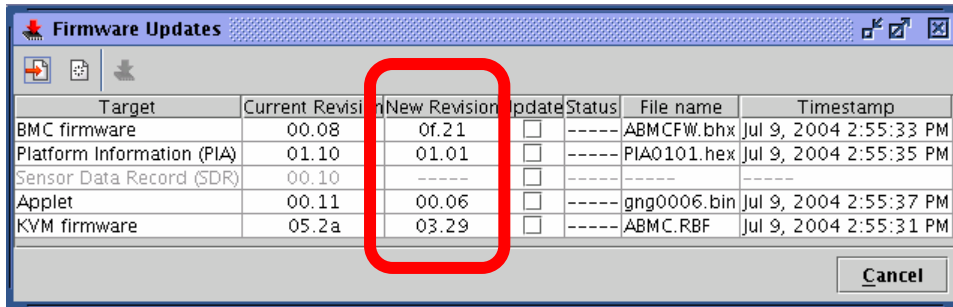 Firmware Updates
Target Current Revision New Revision Update Status File name Timestamp
BMC firmware 00.08 0f.21 ----- ABMCFW.bhx Jul 9, 2004 2:55:33 PM
Platform Information (PIA) 01.10 01.01 ----- PIA0101.hex Jul 9, 2004 2:55:35 PM
Sensor Data Record (SDR) 00.10 ----- ----- ----- -----
Applet 00.11 00.06 ----- gng0006.bin Jul 9, 2004 2:55:37 PM
KVM firmware 05.2a 03.29 ----- ABMC.RBF Jul 9, 2004 2:55:31 PM
Cancel